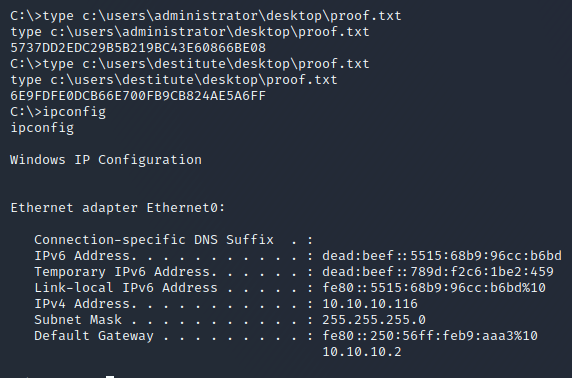 C:\>type c:\users\administrator\desktop\proof.txt
type c:\users\administrator\desktop\proof.txt
5737DD2EDC29B5B219BC43E60866BE08
C:\>type c:\users\destitute\desktop\proof.txt
type c:\users\destitute\desktop\proof.txt
6E9FDFE0DCB66E700FB9CB824AE5A6FF
C:\>ipconfig
ipconfig
Windows IP Configuration
Ethernet adapter Ethernet0:
Connection-specific DNS Suffix  . :
IPv6 Address. . . . . . . . . . . : dead:beef::5515:68b9:96cc:b6bd
Temporary IPv6 Address. . . . . . : dead:beef::789d:f2c6:1be2:459
Link-local IPv6 Address . . . . . : fe80::5515:68b9:96cc:b6bd%10
IPv4 Address. . . . . . . . . . . : 10.10.10.116
Subnet Mask . . . . . . . . . . . : 255.255.255.0
Default Gateway . . . . . . . . . : fe80::250:56ff:feb9:aaa3%10
10.10.10.2